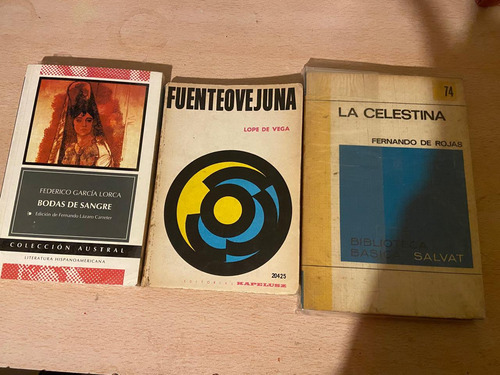 FEDERICO GARCÍA LORCA
BODAS DE SANGRE
Edición de Fernando Lázaro Carreter
COLECCIÓN AUSTRAL
LITERATURA HISPANOAMERICANA
FUENTEOVEJUNA
LOPE DE VEGA
20425
EDITORIAL KAPELUSZ
74
LA CELESTINA
FERNANDO DE ROJAS
BIBLIOTECA
BASICA SALVAT